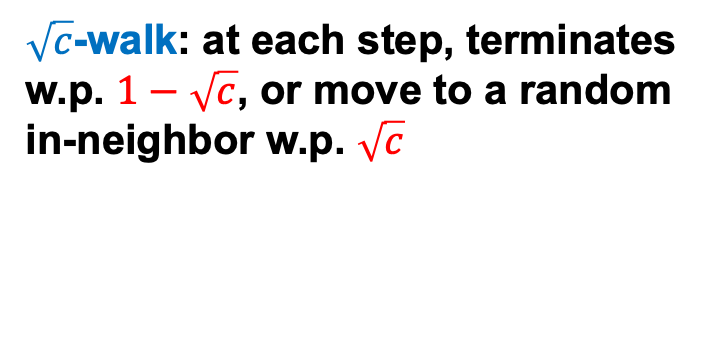 √c-walk: at each step, terminates
w.p. 1 − √c, or move to a random
in-neighbor w.p. √c